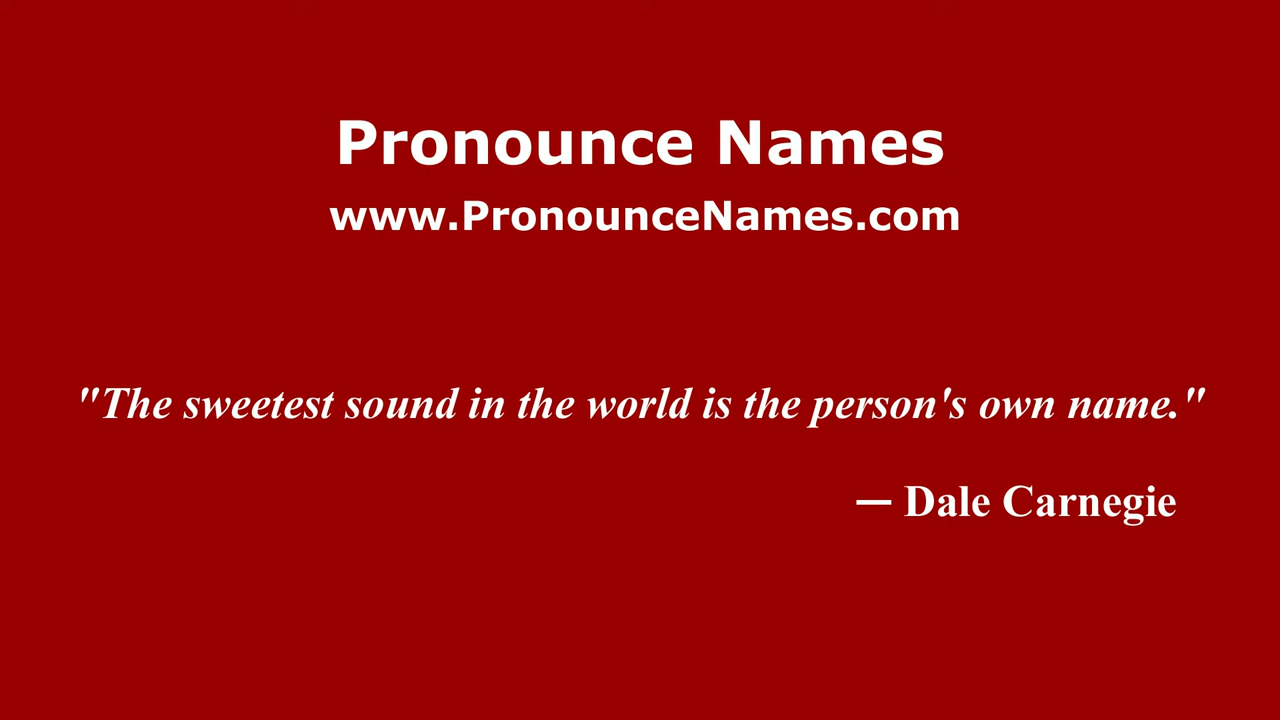 Pronounce Names
www.PronounceNames.com
"The sweetest sound in the world is the person's own name."
— Dale Carnegie